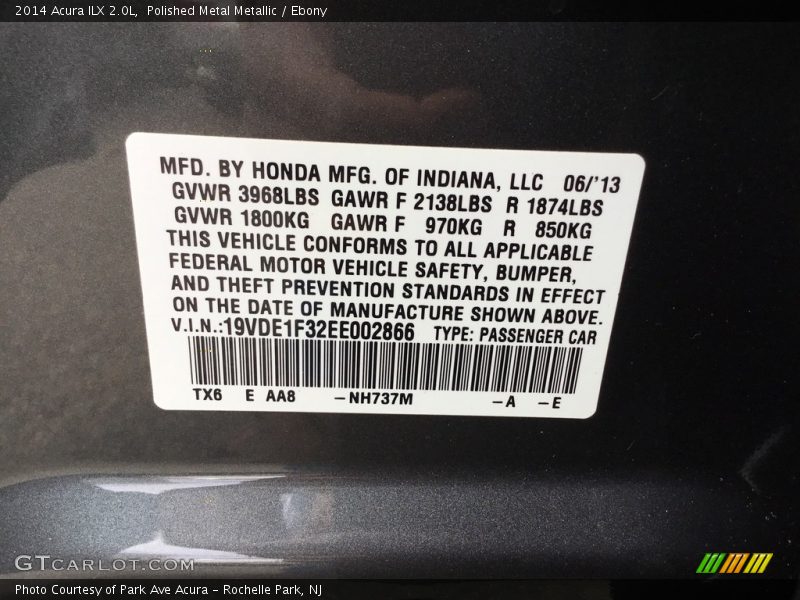 2014 Acura ILX 2.0L, Polished Metal Metallic / Ebony
MFD. BY HONDA MFG. OF INDIANA, LLC 06/'13
GVWR 3968LBS GAWR F 2138LBS R 1874LBS
GVWR 1800KG GAWR F 970KG R 850KG
THIS VEHICLE CONFORMS TO ALL APPLICABLE
FEDERAL MOTOR VEHICLE SAFETY, BUMPER,
AND THEFT PREVENTION STANDARDS IN EFFECT
ON THE DATE OF MANUFACTURE SHOWN ABOVE.
V.I.N.:19VDE1F32EE002866 TYPE: PASSENGER CAR
TX6 E AA8 -NH737M -A -E
GTCARLOT.COM
Photo Courtesy of Park Ave Acura - Rochelle Park, NJ